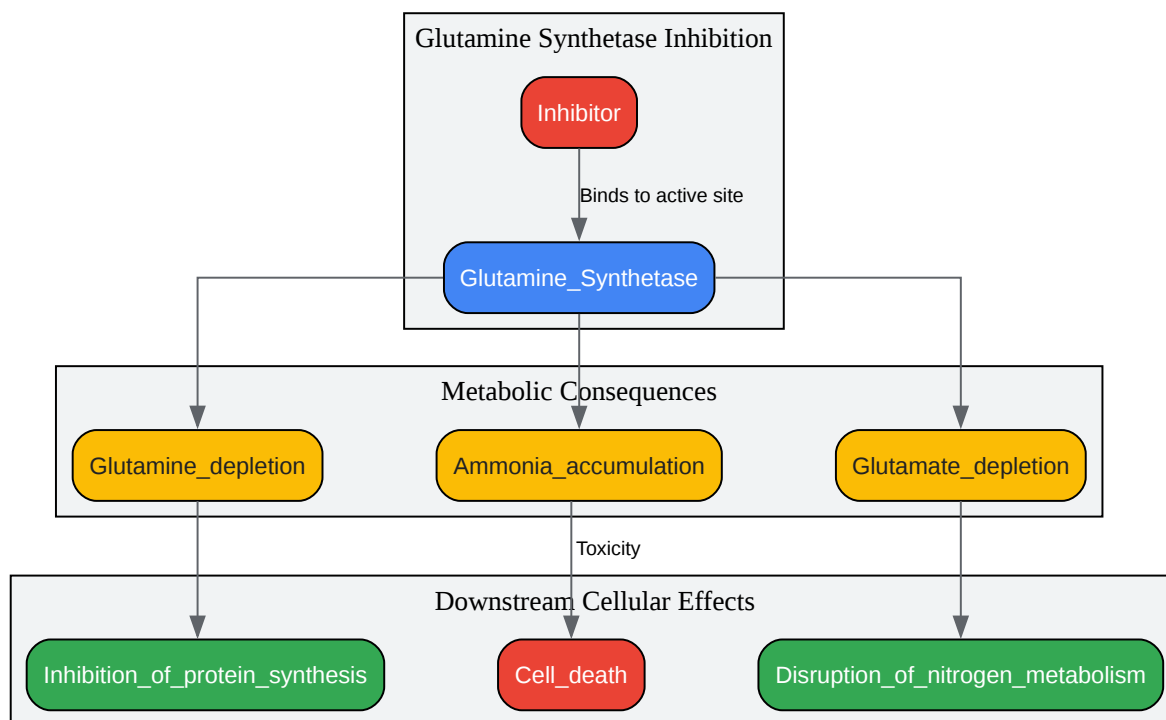 Glutamine Synthetase Inhibition
Inhibitor
Binds to active site
Glutamine_Synthetase
Metabolic Consequences
Glutamine_depletion
Ammonia_accumulation
Glutamate_depletion
Toxicity
Downstream Cellular Effects
Inhibition_of_protein_synthesis
Cell_death
Disruption_of_nitrogen_metabolism